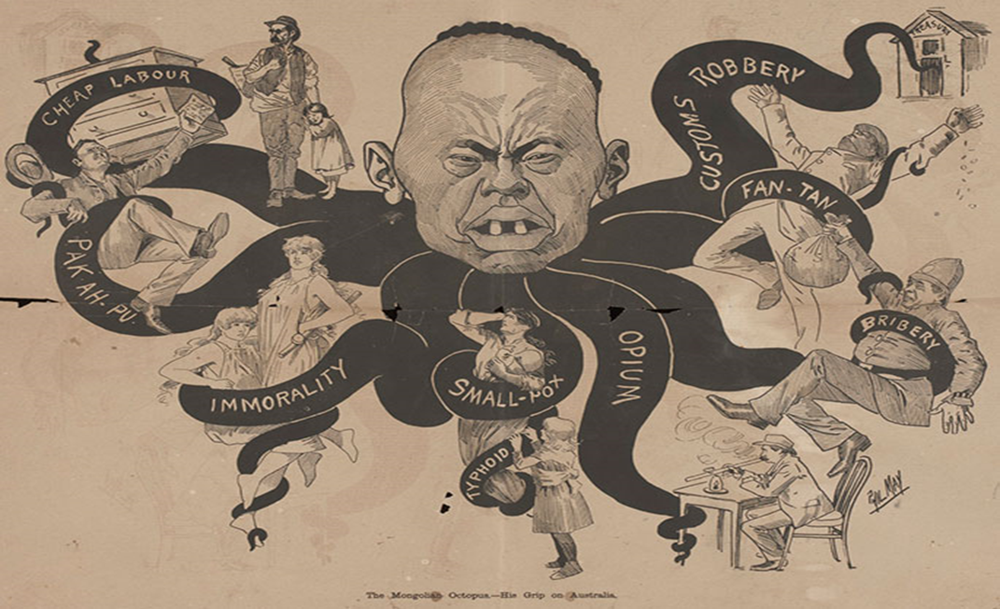 CHEAP LABOUR
CUSTOMS ROBBERY
TREASURY
PAK-AH-PU.
FAN-TAN
BRIBERY
IMMORALITY
SMALL-POX
OPIUM
TYPHOID
PHIL MAY
The Mongolian Octopus.—His Grip on Australia.